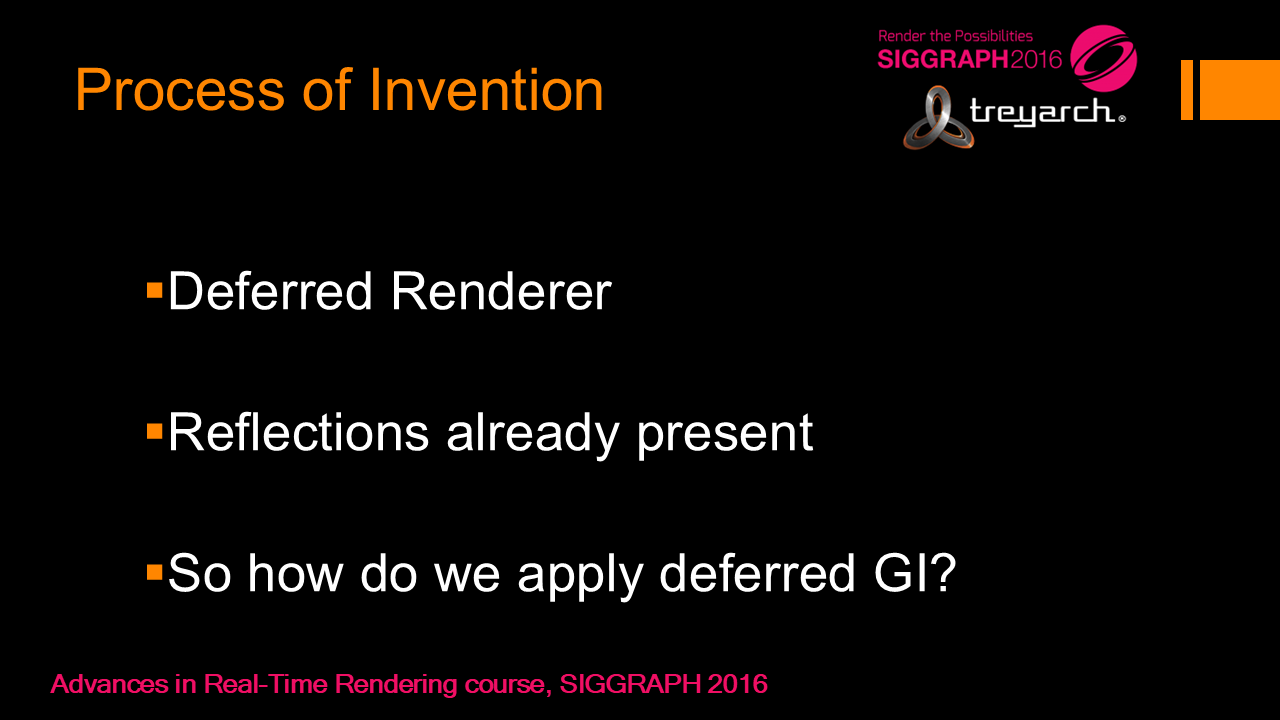 Process of Invention
Render the Possibilities
SIGGRAPH2016
treyarch®
▪Deferred Renderer
▪Reflections already present
▪So how do we apply deferred GI?
Advances in Real-Time Rendering course, SIGGRAPH 2016